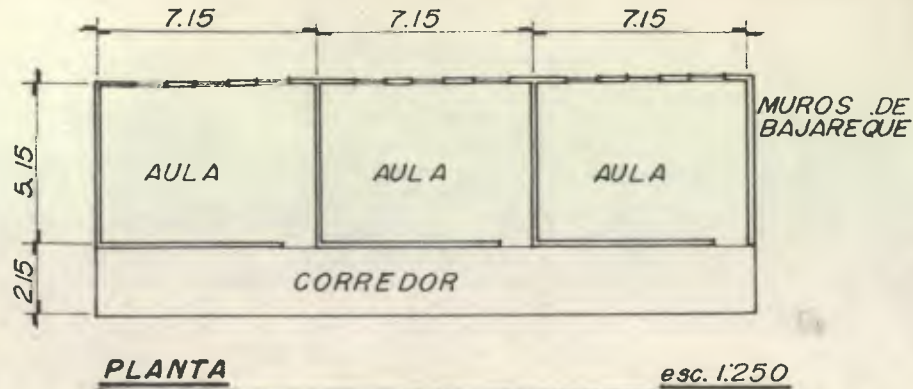 7.15 7.15 7.15
MUROS DE
BAJAREQUE
5.15
AULA AULA AULA
2.15
CORREDOR
PLANTA esc. 1:250